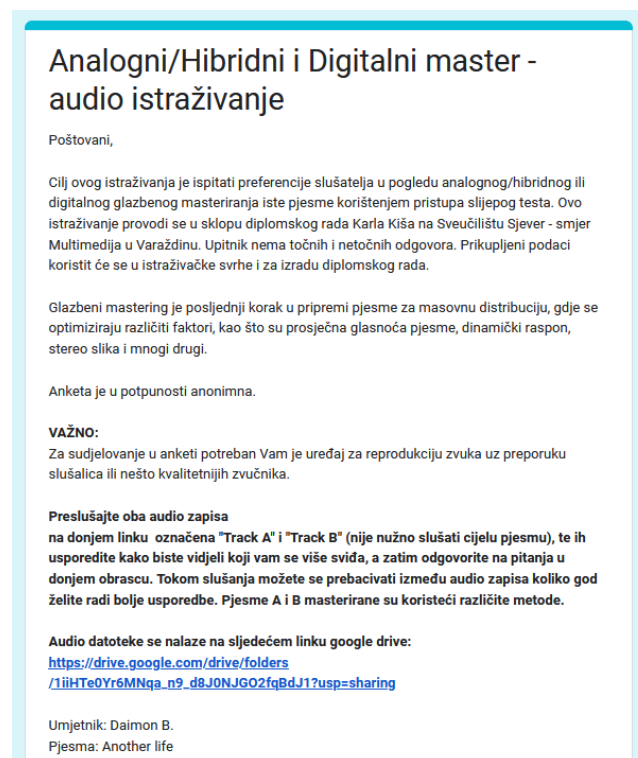 Analogni/Hibridni i Digitalni master -
audio istraživanje
Poštovani,
Cilj ovog istraživanja je ispitati preferencije slušatelja u pogledu analognog/hibridnog ili
digitalnog glazbenog masteriranja iste pjesme korištenjem pristupa slijepog testa. Ovo
istraživanje provodi se u sklopu diplomskog rada Karla Kiša na Sveučilištu Sjever - smjer
Multimedija u Varaždinu. Upitnik nema točnih i netočnih odgovora. Prikupljeni podaci
koristit će se u istraživačke svrhe i za izradu diplomskog rada.
Glazbeni mastering je posljednji korak u pripremi pjesme za masovnu distribuciju, gdje se
optimiziraju različiti faktori, kao što su prosječna glasnoća pjesme, dinamički raspon,
stereo slika i mnogi drugi.
Anketa je u potpunosti anonimna.
VAŽNO:
Za sudjelovanje u anketi potreban Vam je uređaj za reprodukciju zvuka uz preporuku
slušalica ili nešto kvalitetnijih zvučnika.
Preslušajte oba audio zapisa
na donjem linku označena "Track A" i "Track B" (nije nužno slušati cijelu pjesmu), te ih
usporedite kako biste vidjeli koji vam se više sviđa, a zatim odgovorite na pitanja u
donjem obrascu. Tokom slušanja možete se prebacivati između audio zapisa koliko god
želite radi bolje usporedbe. Pjesme A i B masterirane su koristeći različite metode.
Audio datoteke se nalaze na sljedećem linku google drive:
https://drive.google.com/drive/folders
/1iiHTe0Yr6MNqa_n9_d8J0NJGO2fqBdJ1?usp=sharing
Umjetnik: Daimon B.
Pjesma: Another life